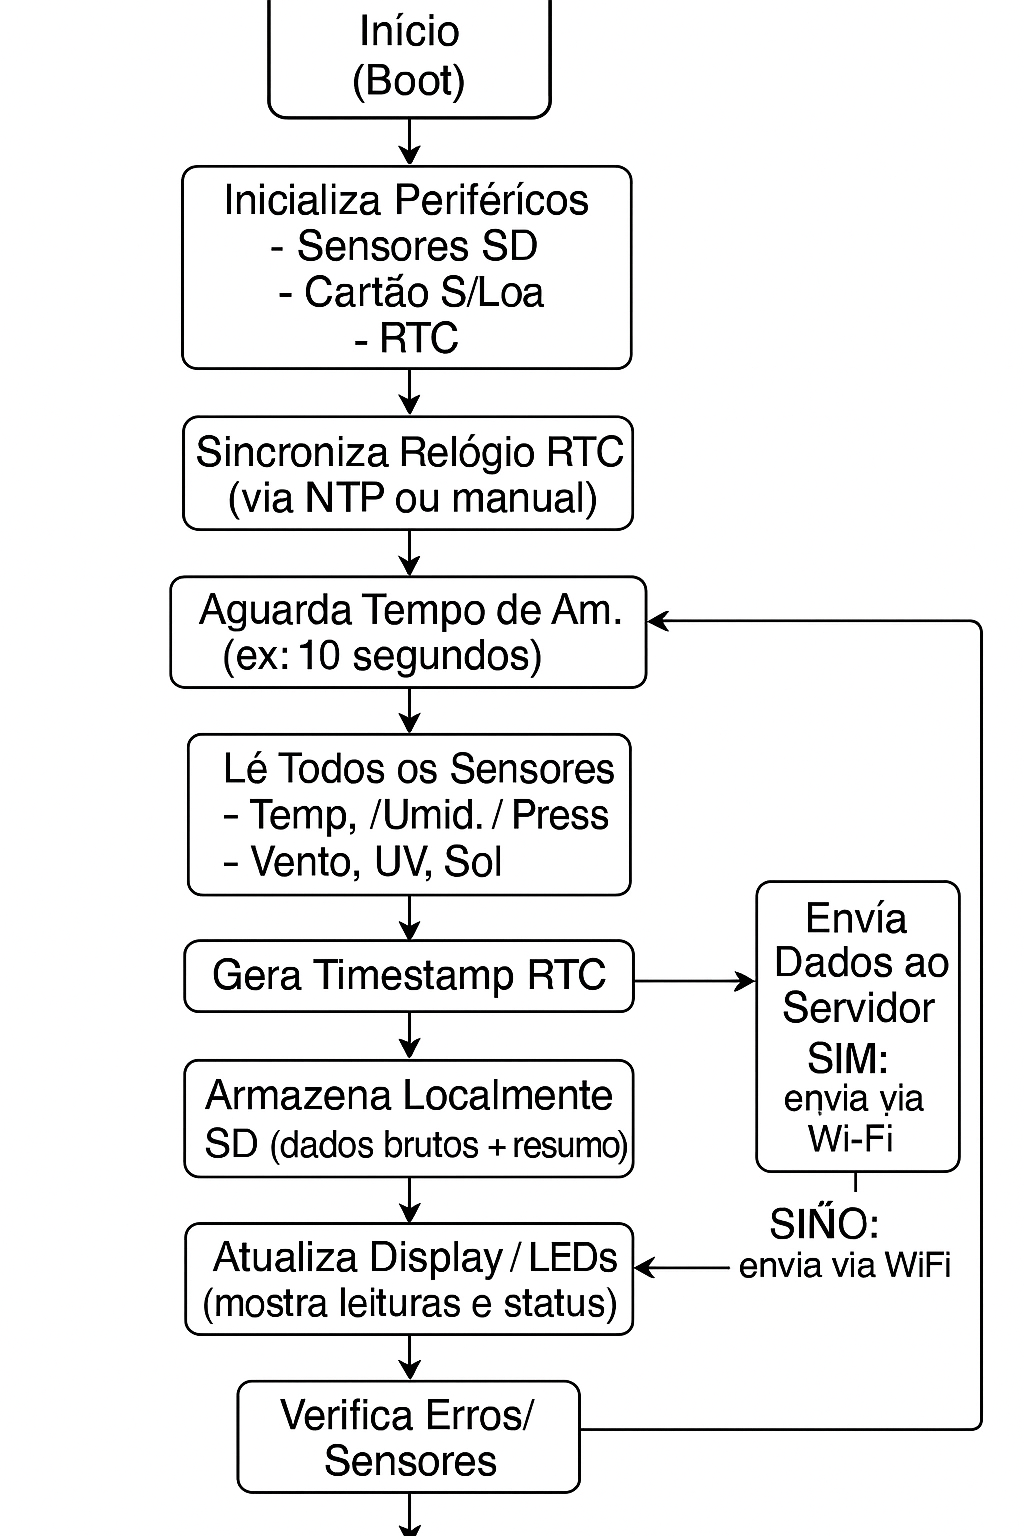 Início
(Boot)
Inicializa Periféricos
- Sensores SD
- Cartão S/Loa
- RTC
Sincroniza Relógio RTC
(via NTP ou manual)
Aguarda Tempo de Am.
(ex: 10 segundos)
Lé Todos os Sensores
- Temp, /Umid. / Press
- Vento, UV, Sol
Gera Timestamp RTC
Envía
Dados ao
Servidor
SIM:
envia via
Wi-Fi
Armazena Localmente
SD (dados brutos + resumo)
SIÑO:
envia via WiFi
Atualiza Display / LEDs
(mostra leituras e status)
Verifica Erros/
Sensores